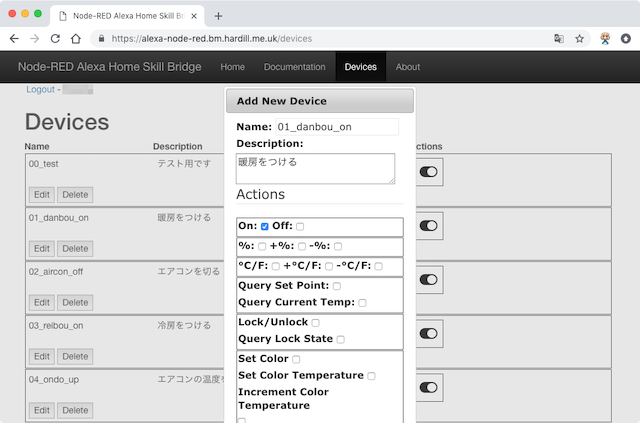 Node-RED Alexa Home Skill Brid
https://alexa-node-red.bm.hardill.me.uk/devices
Node-RED Alexa Home Skill Bridge Home Documentation Devices About
Logout -
Devices
Name Description ctions
00_test テスト用です
Edit Delete
01_danbou_on 暖房をつける
Edit Delete
02_aircon_off エアコンを切る
Edit Delete
03_reibou_on 冷房をつける
Edit Delete
04_ondo_up エアコンの温度を
Edit Delete
Add New Device
Name: 01_danbou_on
Description:
暖房をつける
Actions
On: Off:
%: +%: -%:
°C/F: +°C/F: -°C/F:
Query Set Point:
Query Current Temp:
Lock/Unlock
Query Lock State
Set Color
Set Color Temperature
Increment Color
Temperature